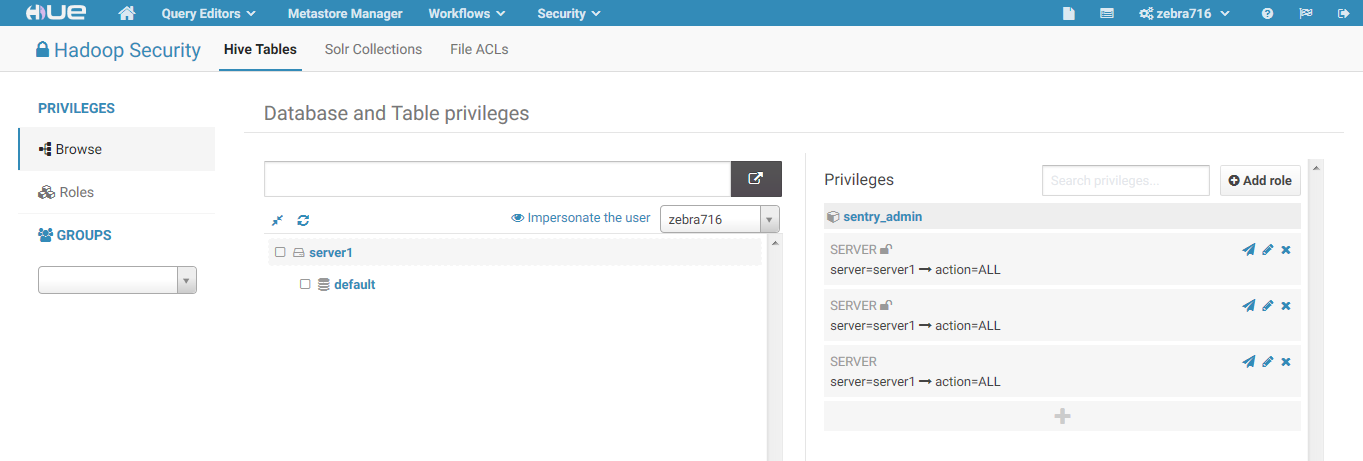 HUE Query Editors Metastore Manager Workflows Security zebra716
Hadoop Security Hive Tables Solr Collections File ACLs
PRIVILEGES
Browse
Roles
GROUPS
Database and Table privileges
Impersonate the user zebra716
server1
default
Privileges Search privileges... Add role
sentry_admin
SERVER
server=server1 → action=ALL
SERVER
server=server1 → action=ALL
SERVER
server=server1 → action=ALL